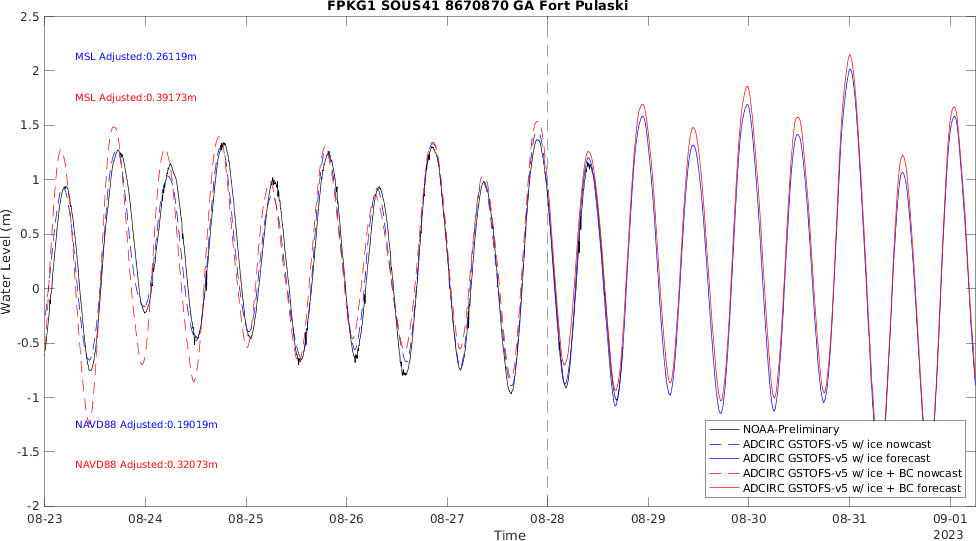 FPKG1 SOUS41 8670870 GA Fort Pulaski
2.5
2
1.5
1
0.5
0
-0.5
-1
-1.5
-2
Water Level (m)
MSL Adjusted:0.26119m
MSL Adjusted:0.39173m
NAVD88 Adjusted:0.19019m
NAVD88 Adjusted:0.32073m
NOAA-Preliminary
ADCIRC GSTOFS-v5 w/ ice nowcast
ADCIRC GSTOFS-v5 w/ ice forecast
ADCIRC GSTOFS-v5 w/ ice + BC nowcast
ADCIRC GSTOFS-v5 w/ ice + BC forecast
08-23 08-24 08-25 08-26 08-27 08-28 08-29 08-30 08-31 09-01
2023
Time